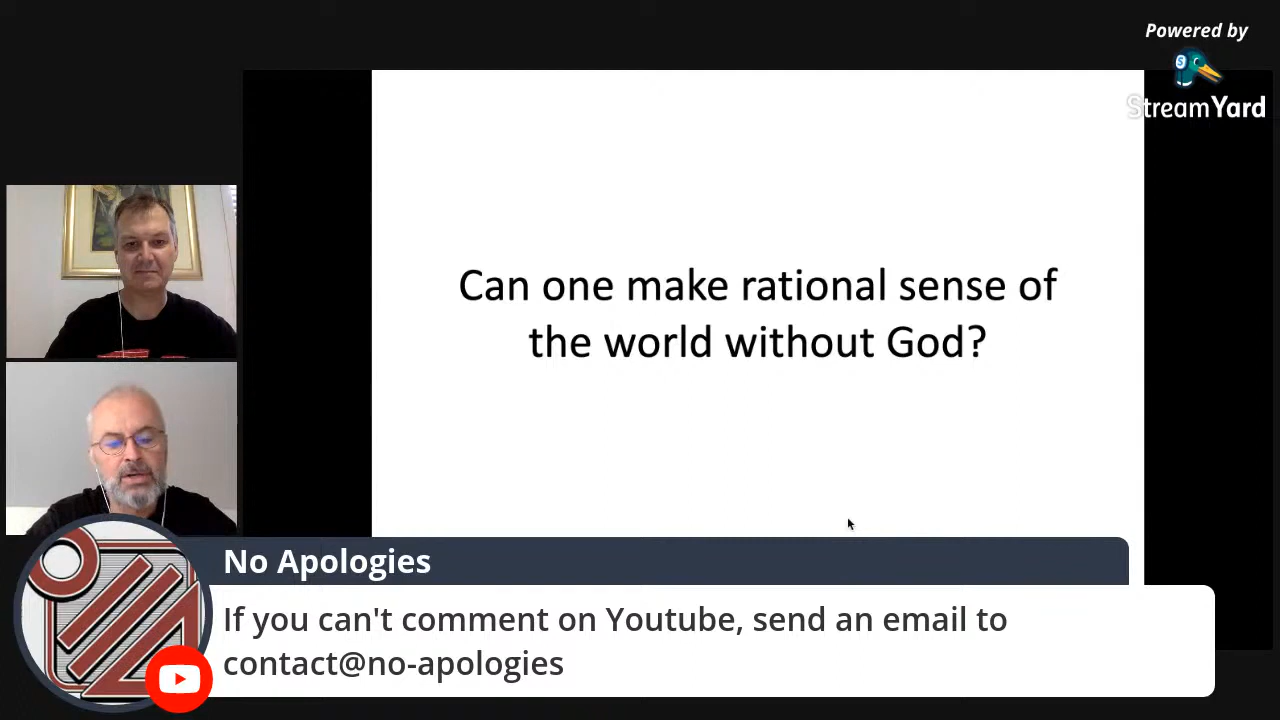 Powered by
StreamYard
Can one make rational sense of
the world without God?
No Apologies
If you can't comment on Youtube, send an email to
contact@no-apologies